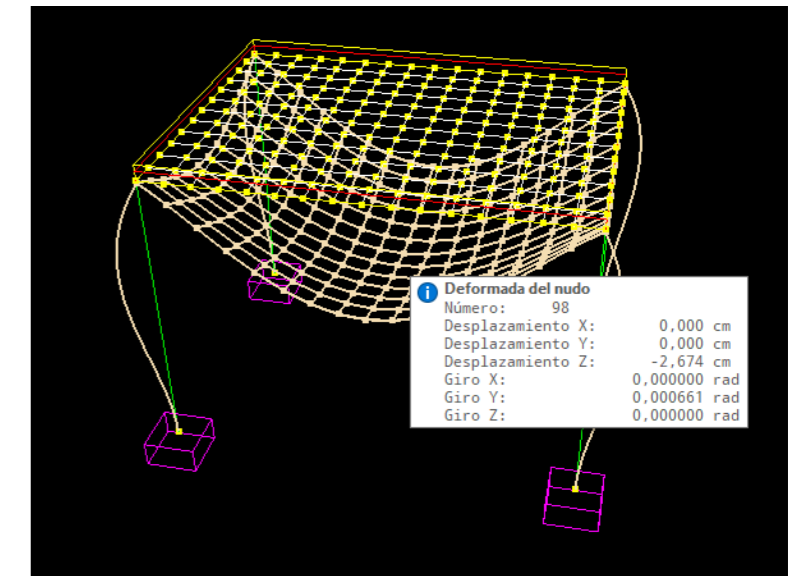 Deformada del nudo
Número: 98
Desplazamiento X: 0,000 cm
Desplazamiento Y: 0,000 cm
Desplazamiento Z: -2,674 cm
Giro X: 0,000000 rad
Giro Y: 0,000661 rad
Giro Z: 0,000000 rad